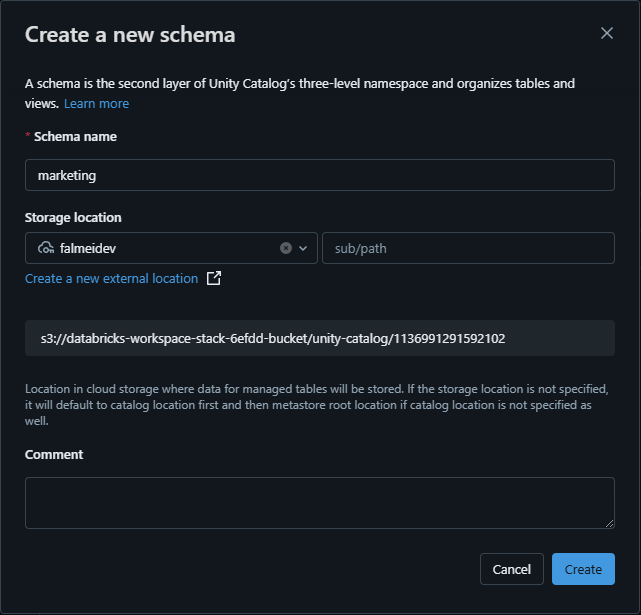 Create a new schema
A schema is the second layer of Unity Catalog's three-level namespace and organizes tables and
views. Learn more
* Schema name
marketing
Storage location
falmeidev sub/path
Create a new external location
s3://databricks-workspace-stack-6efdd-bucket/unity-catalog/1136991291592102
Location in cloud storage where data for managed tables will be stored. If the storage location is not specified,
it will default to catalog location first and then metastore root location if catalog location is not specified as
well.
Comment
Cancel Create